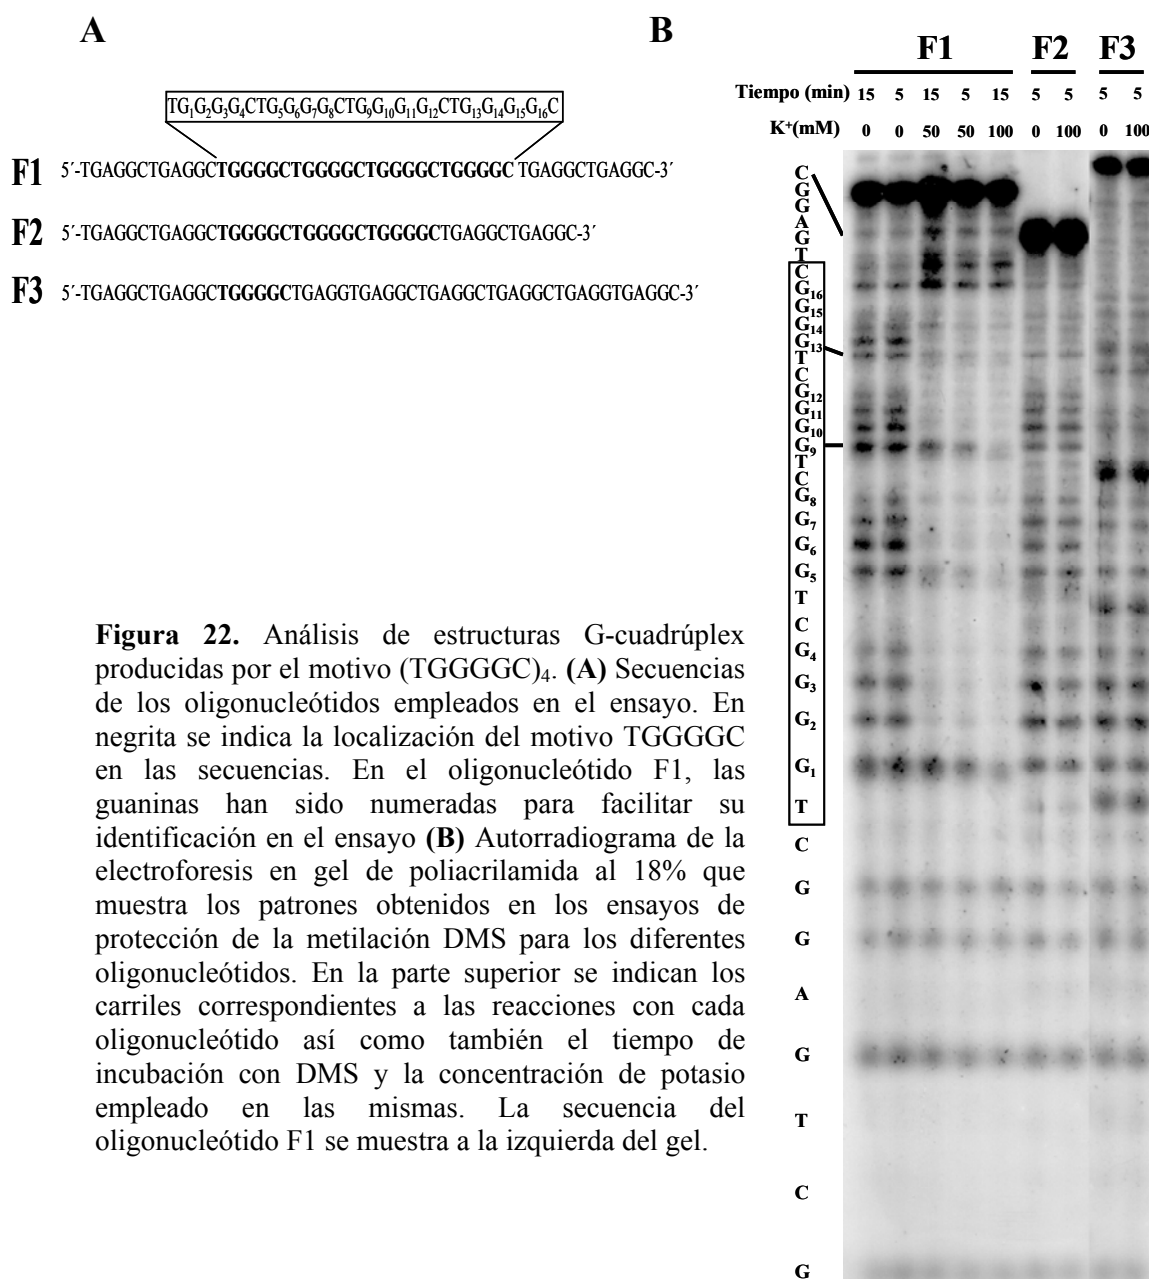 A
TG1G2G3G4CTG5G6G7G8CTG9G10G11G12CTG13G14G15G16C
F1 5´-TGAGGCTGAGGCTGGGGCTGGGGCTGGGGCTGGGGCTGAGGCTGAGGC-3´
F2 5´-TGAGGCTGAGGCTGGGGCTGGGGCTGGGGCTGAGGCTGAGGC-3´
F3 5´-TGAGGCTGAGGCTGGGGCTGAGGTGAGGCTGAGGCTGAGGCTGAGGTGAGGC-3´
Figura 22. Análisis de estructuras G-cuadrúplex
producidas por el motivo (TGGGGC)4. (A) Secuencias
de los oligonucleótidos empleados en el ensayo. En
negrita se indica la localización del motivo TGGGGC
en las secuencias. En el oligonucleótido F1, las
guaninas han sido numeradas para facilitar su
identificación en el ensayo (B) Autorradiograma de la
electroforesis en gel de poliacrilamida al 18% que
muestra los patrones obtenidos en los ensayos de
protección de la metilación DMS para los diferentes
oligonucleótidos. En la parte superior se indican los
carriles correspondientes a las reacciones con cada
oligonucleótido así como también el tiempo de
incubación con DMS y la concentración de potasio
empleado en las mismas. La secuencia del
oligonucleótido F1 se muestra a la izquierda del gel.
B
F1 F2 F3
Tiempo (min) 15 5 15 5 15 5 5 5 5
K+(mM) 0 0 50 50 100 0 100 0 100
C
G
G
A
G
T
C
G16
G15
G14
G13
T
C
G12
G11
G10
G9
T
C
G8
G7
G6
G5
T
C
G4
G3
G2
G1
T
C
G
G
A
G
T
C
G